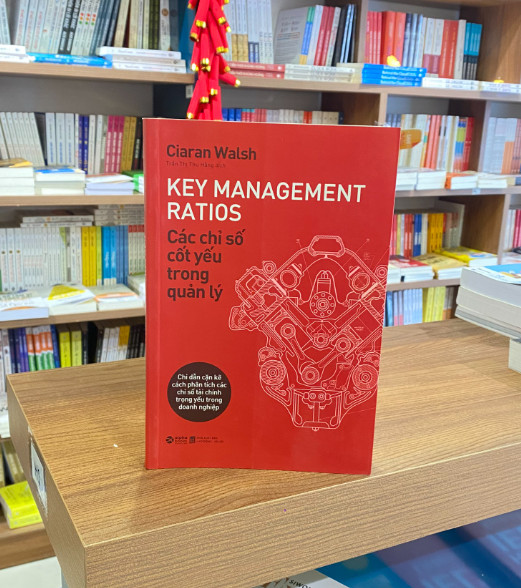 Ciaran Walsh
KEY MANAGEMENT
RATIOS
Các chỉ số
cốt yếu
trong
quản lý
Chỉ dẫn cặn kẽ
cách phân tích các
chỉ số tài chính
trọng yếu trong
doanh nghiệp